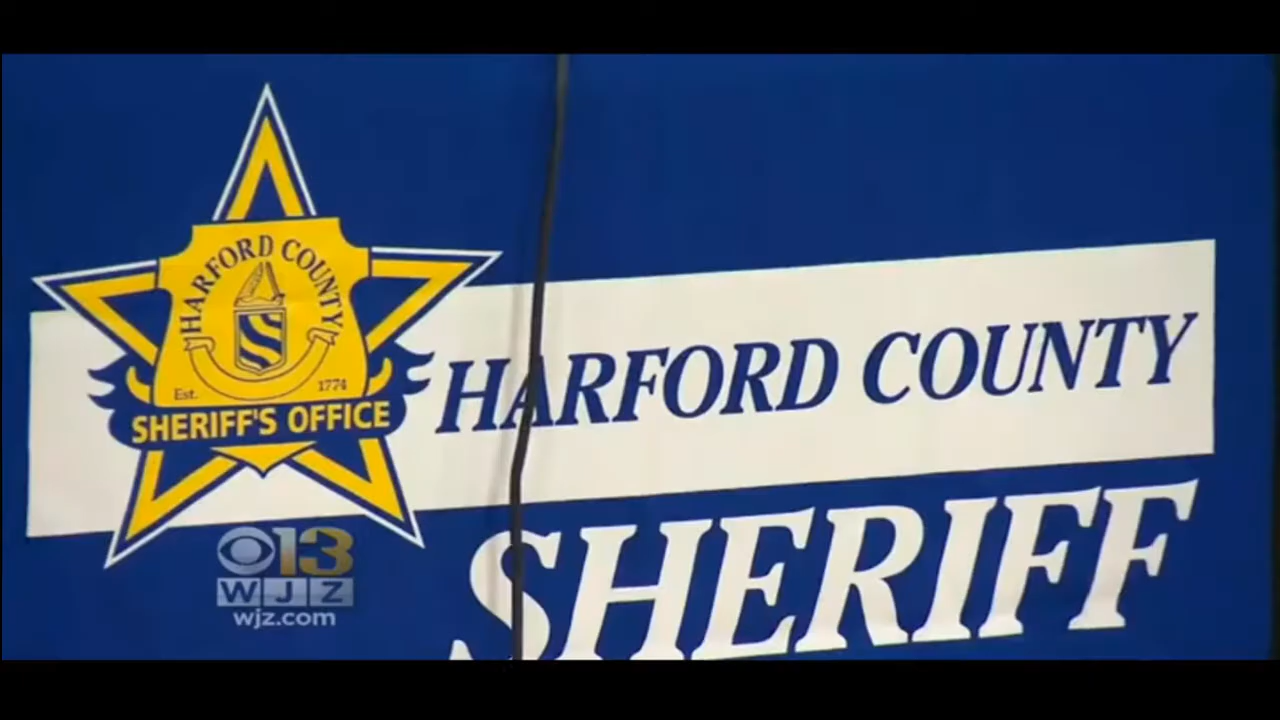 HARFORD COUNTY
Est. 1774
SHERIFF'S OFFICE
HARFORD COUNTY
SHERIFF
13
WJZ
wjz.com